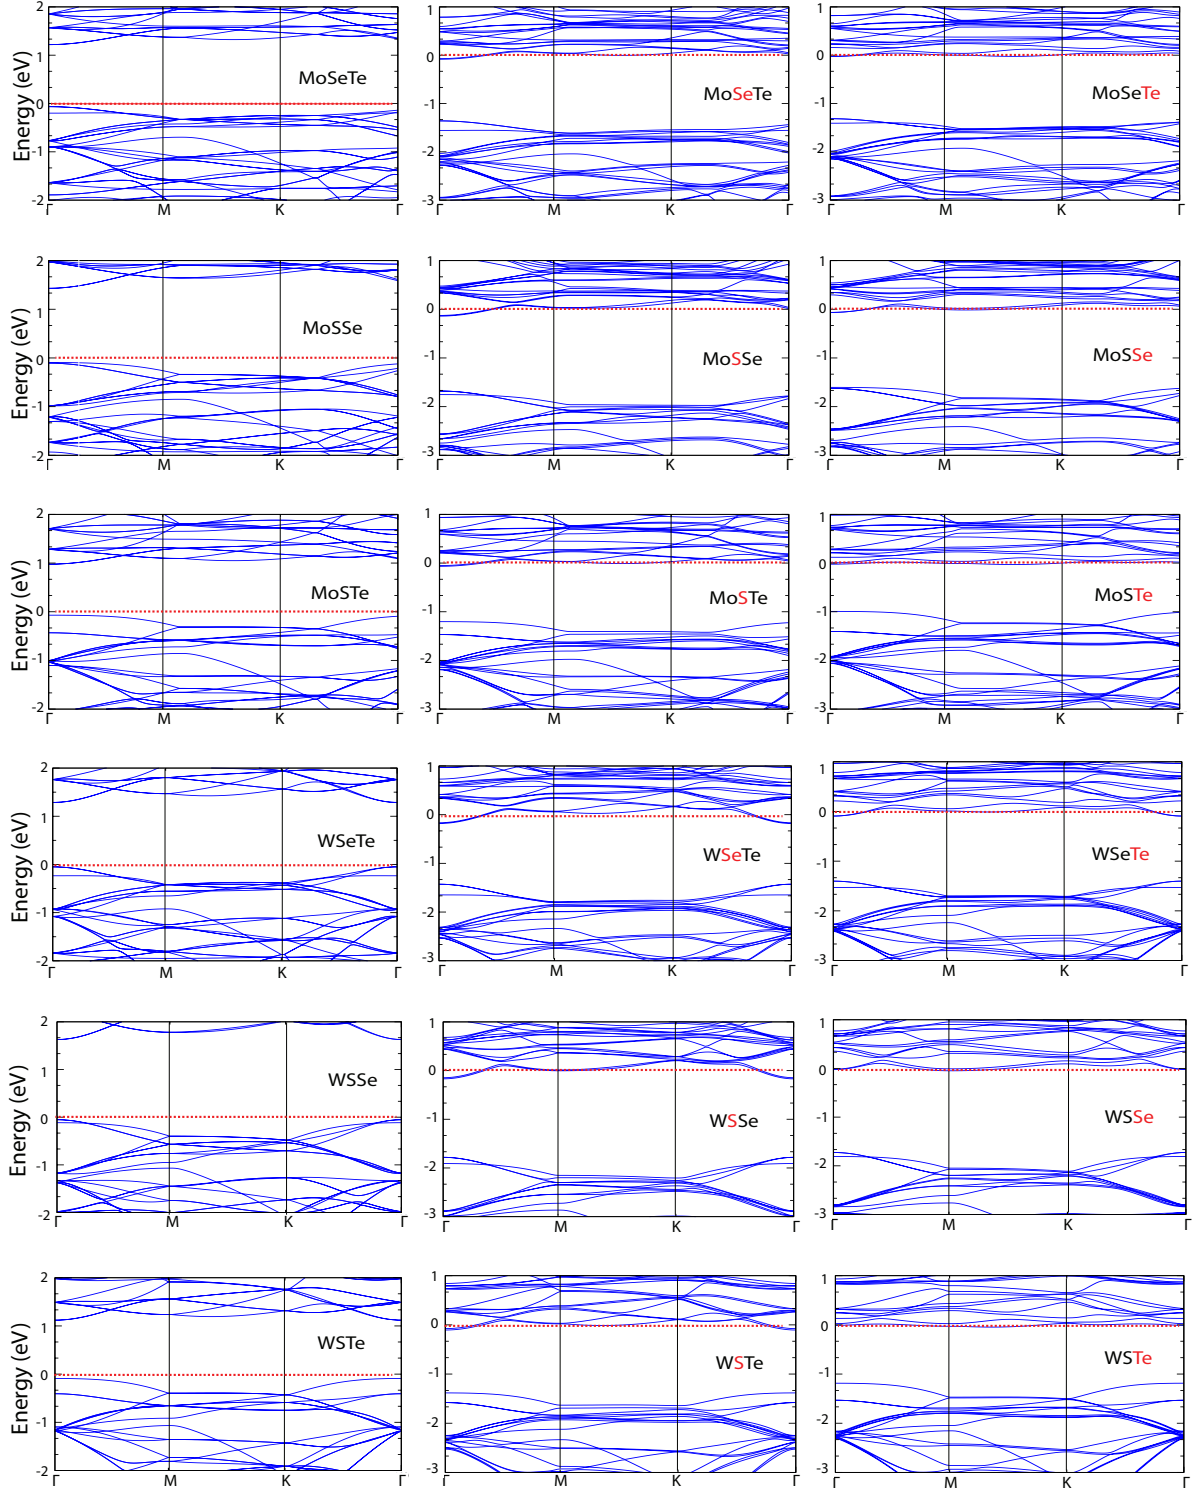 Energy (eV)
2
1
0
-1
-2
MoSeTe
Γ M K Γ
1
0
-1
-2
-3
MoSeTe
Γ M K Γ
1
0
-1
-2
-3
MoSeTe
Γ M K Γ
Energy (eV)
2
1
0
-1
-2
MoSSe
Γ M K Γ
1
0
-1
-2
-3
MoSSe
Γ M K Γ
1
0
-1
-2
-3
MoSSe
Γ M K Γ
Energy (eV)
2
1
0
-1
-2
MoSTe
Γ M K Γ
1
0
-1
-2
-3
MoSTe
Γ M K Γ
1
0
-1
-2
-3
MoSTe
Γ M K Γ
Energy (eV)
2
1
0
-1
-2
WSeTe
Γ M K Γ
1
0
-1
-2
-3
WSeTe
Γ M K Γ
1
0
-1
-2
-3
WSeTe
Γ M K Γ
Energy (eV)
2
1
0
-1
-2
WSSe
Γ M K Γ
1
0
-1
-2
-3
WSSe
Γ M K Γ
1
0
-1
-2
-3
WSSe
Γ M K Γ
Energy (eV)
2
1
0
-1
-2
WSTe
Γ M K Γ
1
0
-1
-2
-3
WSTe
Γ M K Γ
1
0
-1
-2
-3
WSTe
Γ M K Γ